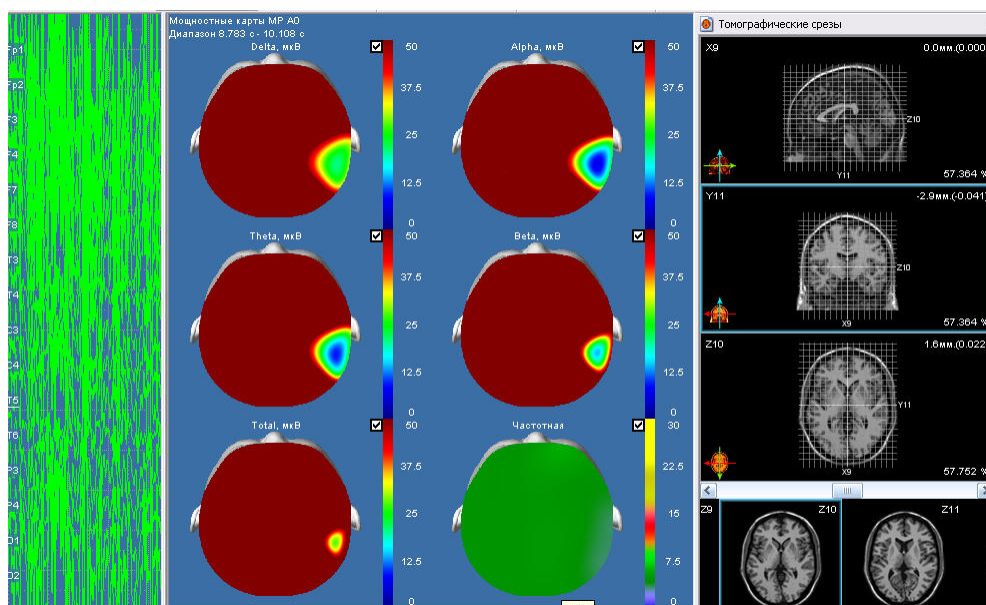 Fp1
Fp2
F3
F4
F7
F8
T3
T4
C3
C4
T5
T6
P3
P4
O1
O2
Мощностные карты МР А0
Диапазон 8.783 с - 10.108 с
Delta, мкВ
50
37.5
25
12.5
0
Alpha, мкВ
50
37.5
25
12.5
0
Theta, мкВ
50
37.5
25
12.5
0
Beta, мкВ
50
37.5
25
12.5
0
Total, мкВ
50
37.5
25
12.5
0
Частотная
30
22.5
15
7.5
0
Томографические срезы
X9
0.0мм.(0.000
Z10
Y11
57.364 %
Y11
-2.9мм.(-0.041)
Z10
X9
57.364 %
Z10
1.6мм.(0.022
Y11
X9
57.752 %
Z9
Z10
Z11